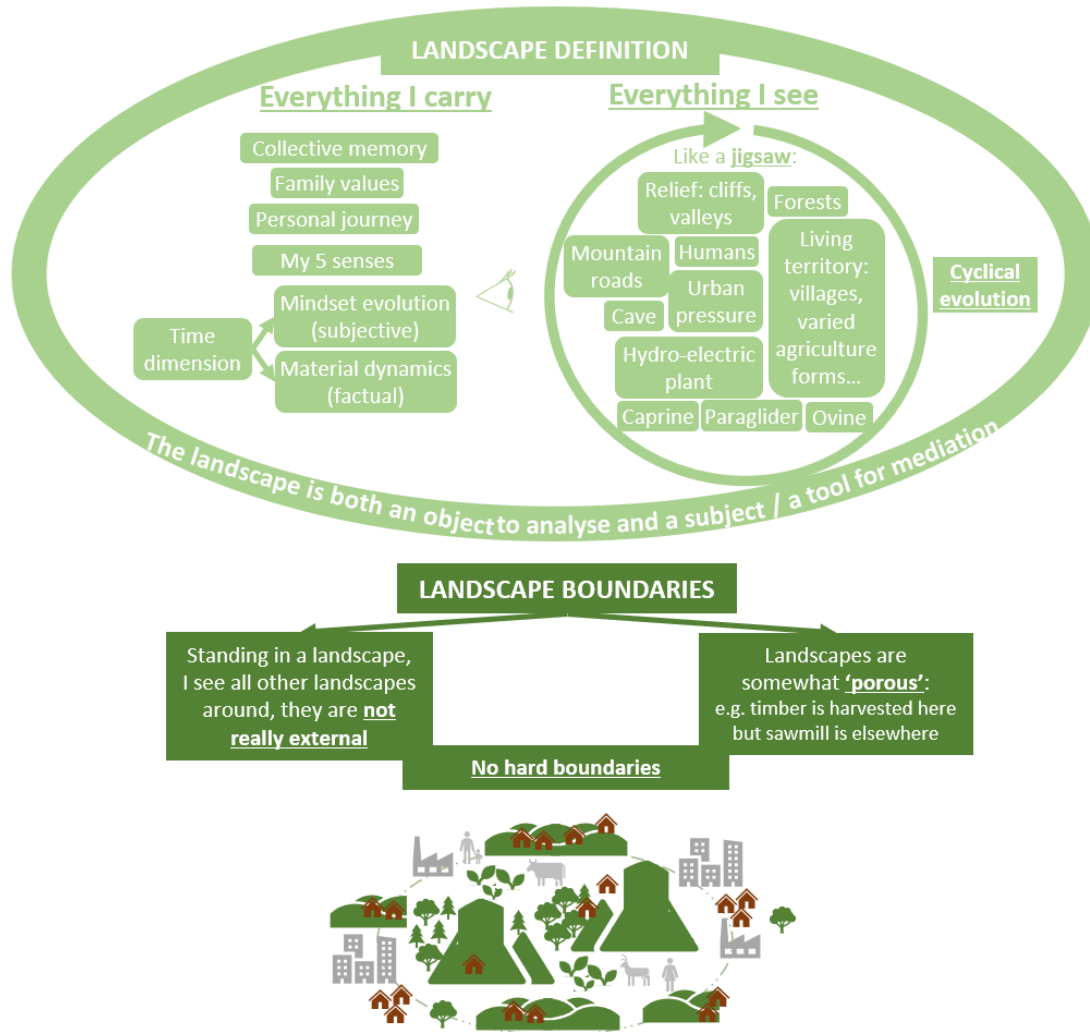 LANDSCAPE DEFINITION
Everything I carry
Collective memory
Family values
Personal journey
My 5 senses
Time
dimension
Mindset evolution
(subjective)
Material dynamics
(factual)
Everything I see
Like a jigsaw:
Relief: cliffs,
valleys
Forests
Mountain
roads
Humans
Living
territory:
villages,
varied
agriculture
forms...
Urban
pressure
Cave
Hydro-electric
plant
Caprine
Paraglider
Ovine
Cyclical
evolution
The landscape is both an object to analyse and a subject / a tool for mediation
LANDSCAPE BOUNDARIES
Standing in a landscape,
I see all other landscapes
around, they are not
really external
Landscapes are
somewhat ‘porous’:
e.g. timber is harvested here
but sawmill is elsewhere
No hard boundaries